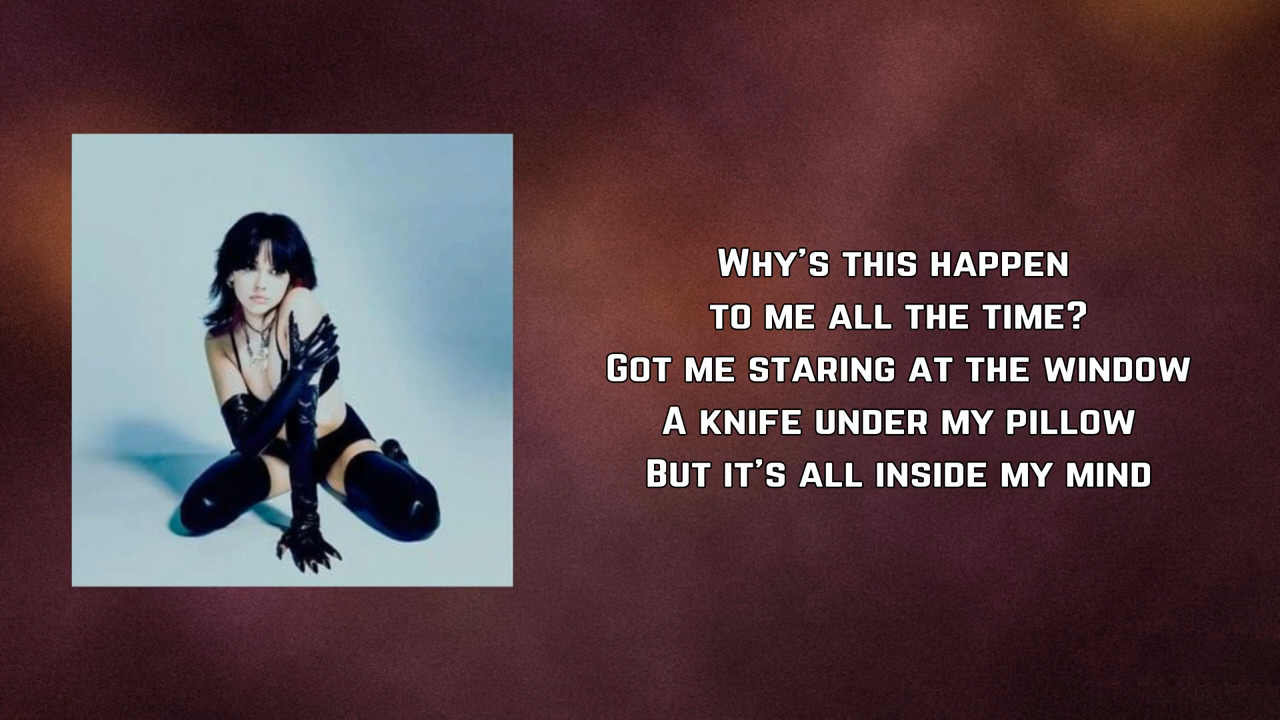 Why's this happen
to me all the time?
Got me staring at the window
A knife under my pillow
But it's all inside my mind